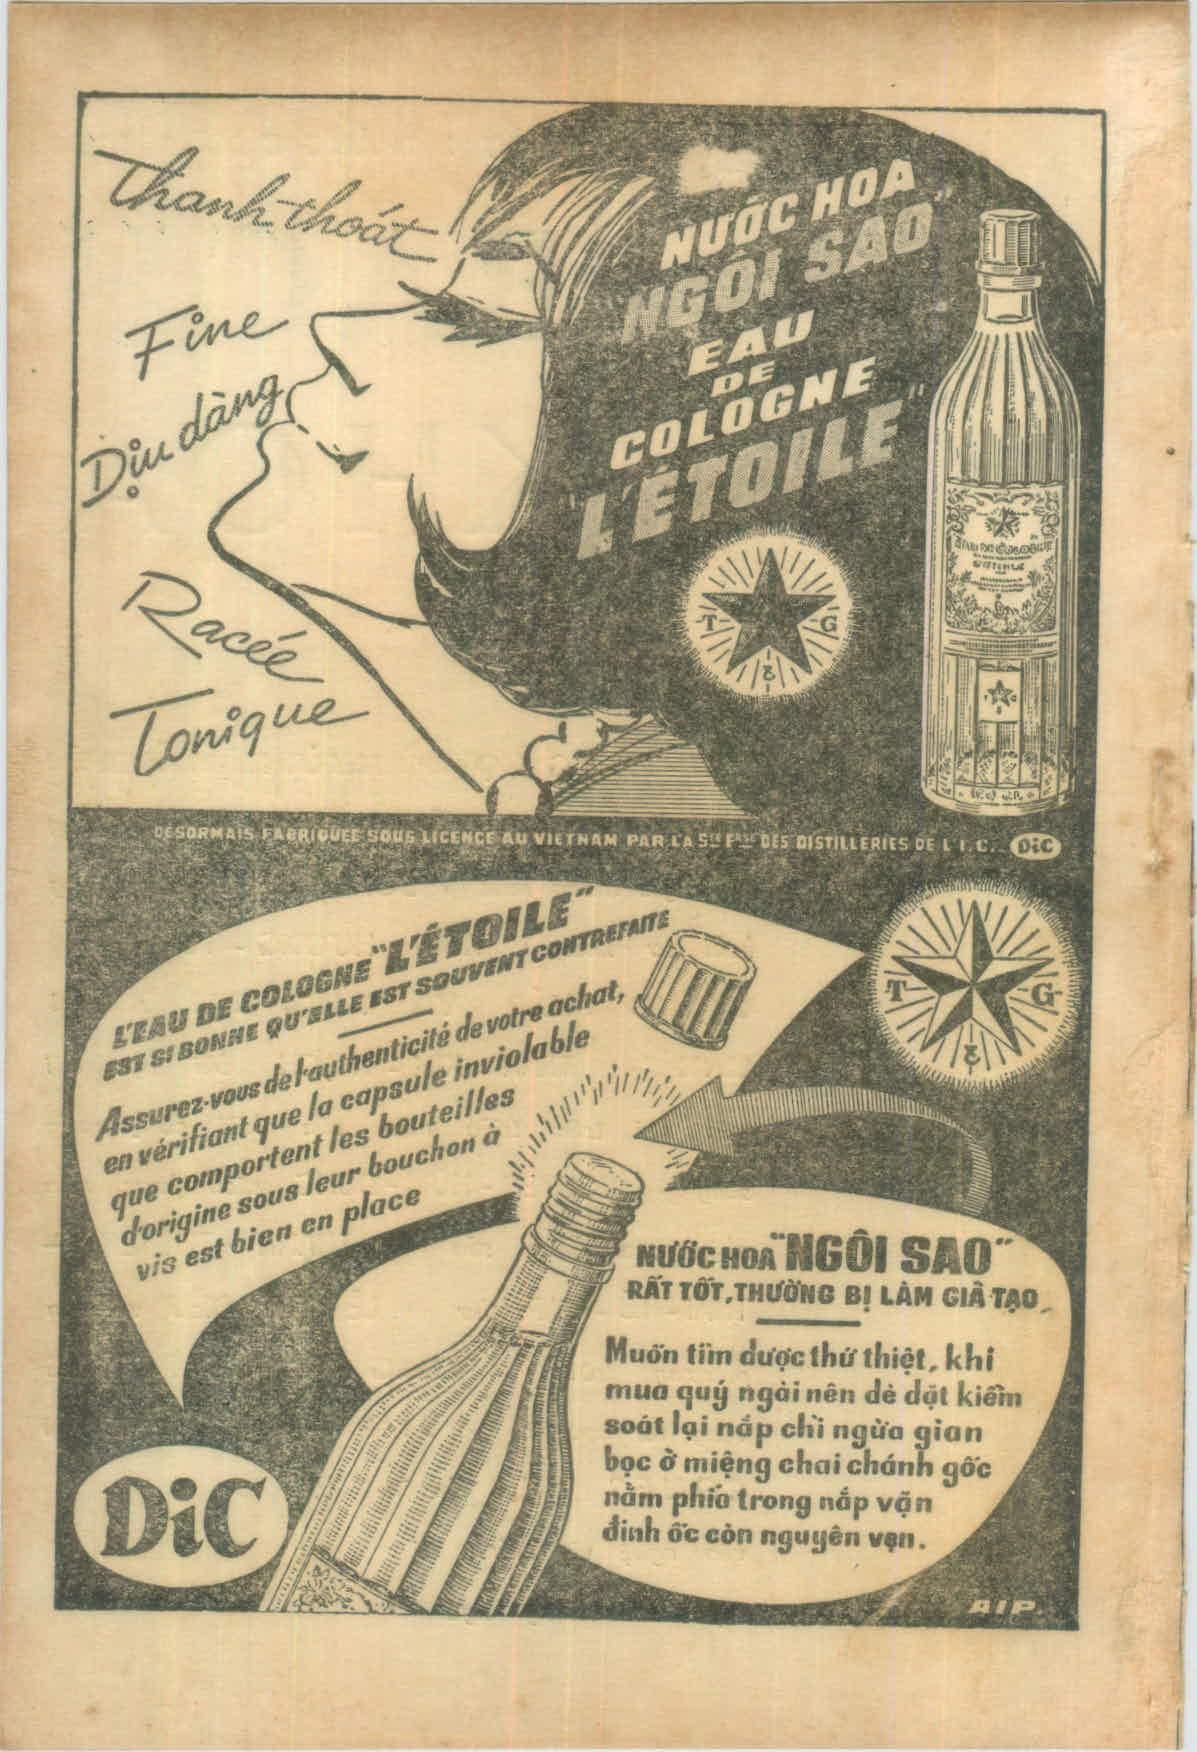 Thanh-thoát
Fine
Dịu dàng
Racée
Tonique
NƯỚC HOA
"NGÔI SAO"
EAU
DE
COLOGNE
"L'ÉTOILE"
T G
EAU DE COLOGNE
L'ETOILE
DESORMAIS FABRIQUÉE SOUS LICENCE AU VIETNAM PAR LA STÉ FSE DES DISTILLERIES DE L'I.C... DiC
L'EAU DE COLOGNE "L'ÉTOILE"
EST SI BONNE QU'ELLE EST SOUVENT CONTREFAITE
Assurez-vous de l'authenticité de votre achat,
en vérifiant que la capsule inviolable
que comportent les bouteilles
d'origine sous leur bouchon à
vis est bien en place
T G
NƯỚC HOA "NGÔI SAO"
RẤT TỐT, THƯỜNG BỊ LÀM GIẢ TẠO
Muốn tìm được thứ thiệt, khi
mua quý ngài nên dè dặt kiểm
soát lại nắp chì ngừa gian
bọc ở miệng chai chánh gốc
nằm phía trong nắp vặn
đinh ốc còn nguyên vẹn.
DiC
AIP.